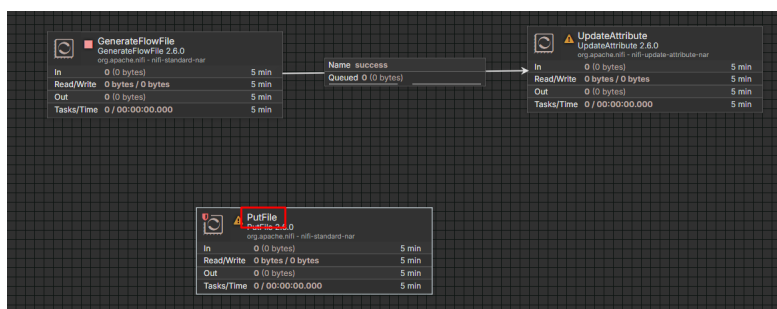 GenerateFlowFile
GenerateFlowFile 2.6.0
org.apache.nifi - nifi-standard-nar
In 0 (0 bytes) 5 min
Read/Write 0 bytes / 0 bytes 5 min
Out 0 (0 bytes) 5 min
Tasks/Time 0 / 00:00:00.000 5 min
Name success
Queued 0 (0 bytes)
UpdateAttribute
UpdateAttribute 2.6.0
org.apache.nifi - nifi-update-attribute-nar
In 0 (0 bytes) 5 min
Read/Write 0 bytes / 0 bytes 5 min
Out 0 (0 bytes) 5 min
Tasks/Time 0 / 00:00:00.000 5 min
PutFile
PutFile 2.6.0
org.apache.nifi - nifi-standard-nar
In 0 (0 bytes) 5 min
Read/Write 0 bytes / 0 bytes 5 min
Out 0 (0 bytes) 5 min
Tasks/Time 0 / 00:00:00.000 5 min